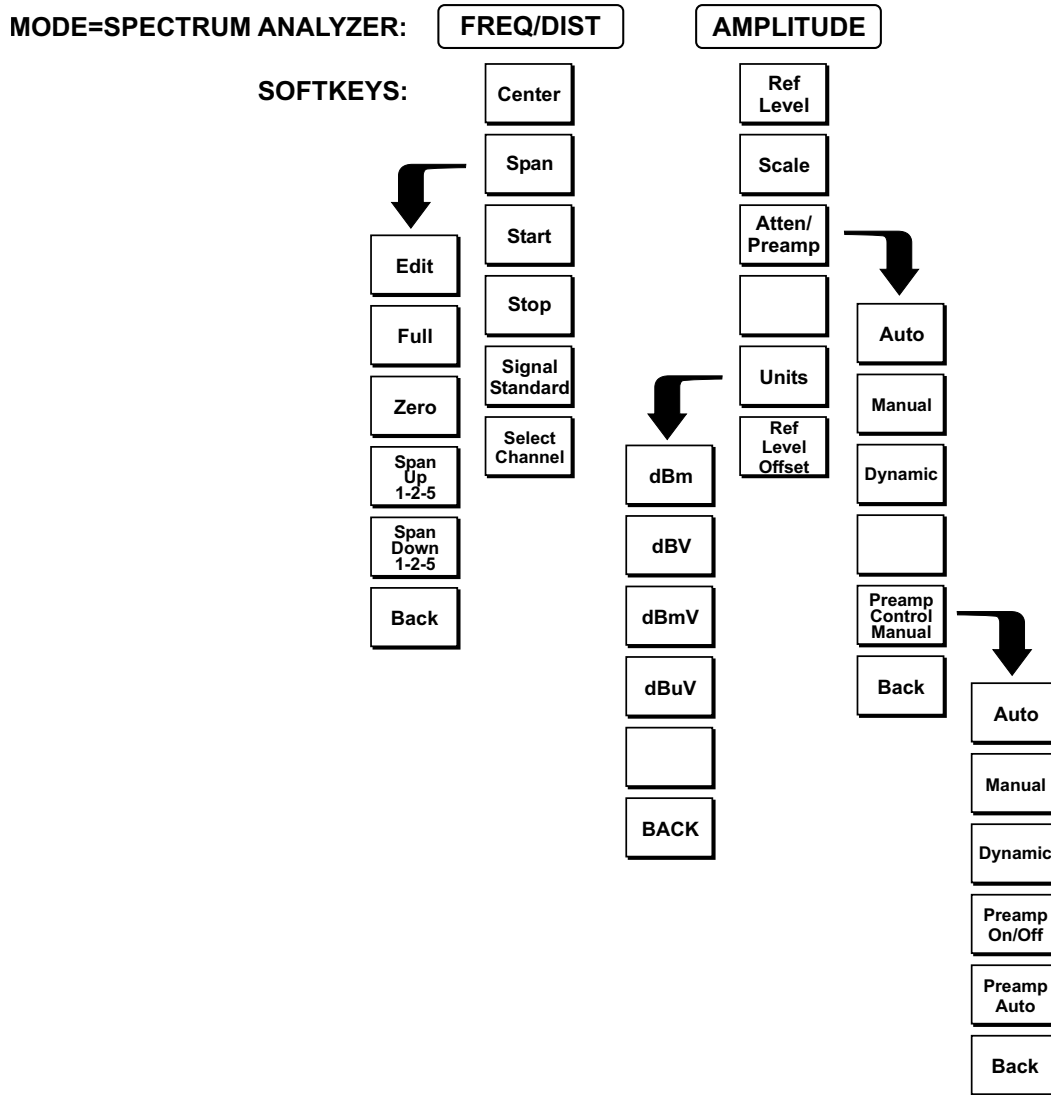 MODE=SPECTRUM ANALYZER:
FREQ/DIST
AMPLITUDE
SOFTKEYS:
Center
Span
Start
Stop
Signal
Standard
Select
Channel
Edit
Full
Zero
Span
Up
1-2-5
Span
Down
1-2-5
Back
Ref
Level
Scale
Atten/
Preamp
Units
Ref
Level
Offset
dBm
dBV
dBmV
dBuV
BACK
Auto
Manual
Dynamic
Preamp
Control
Manual
Back
Auto
Manual
Dynamic
Preamp
On/Off
Preamp
Auto
Back